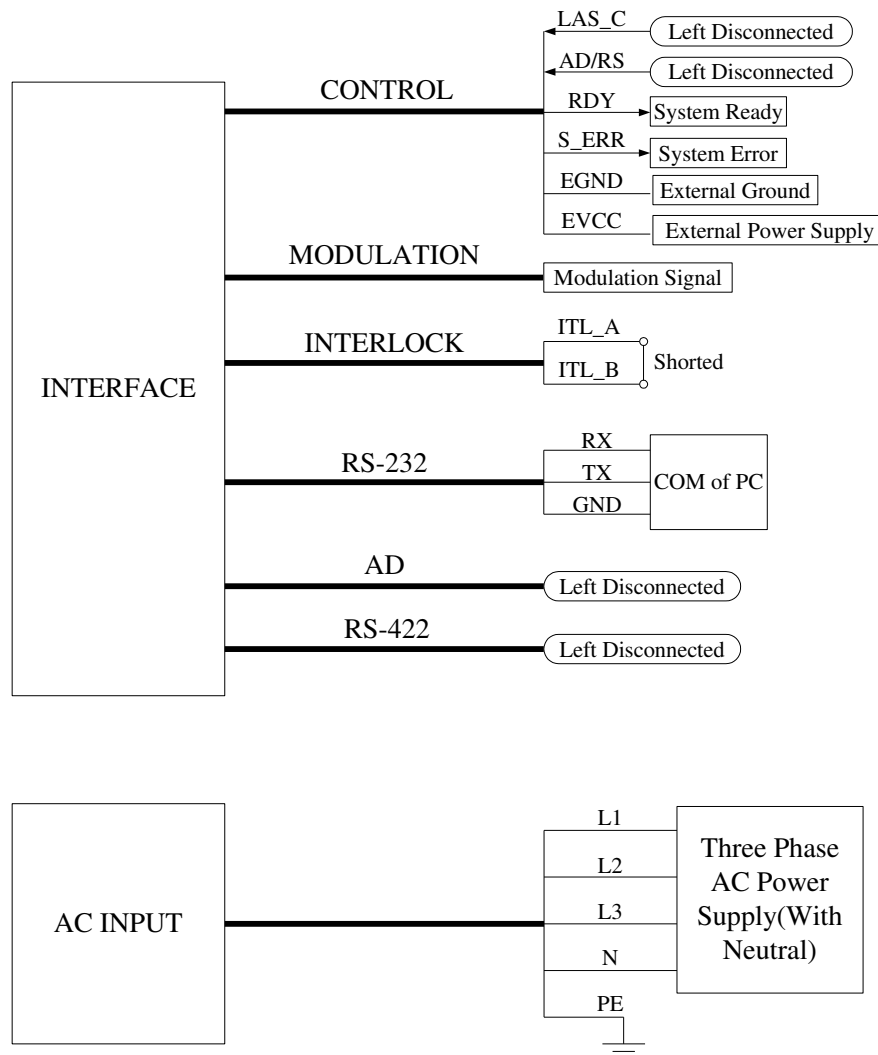 LAS_C
Left Disconnected
AD/RS
Left Disconnected
CONTROL
RDY
System Ready
S_ERR
System Error
EGND
External Ground
EVCC
External Power Supply
MODULATION
Modulation Signal
INTERLOCK
ITL_A
ITL_B
Shorted
INTERFACE
RS-232
RX
TX
GND
COM of PC
AD
Left Disconnected
RS-422
Left Disconnected
AC INPUT
L1
L2
L3
N
PE
Three Phase
AC Power
Supply(With
Neutral)